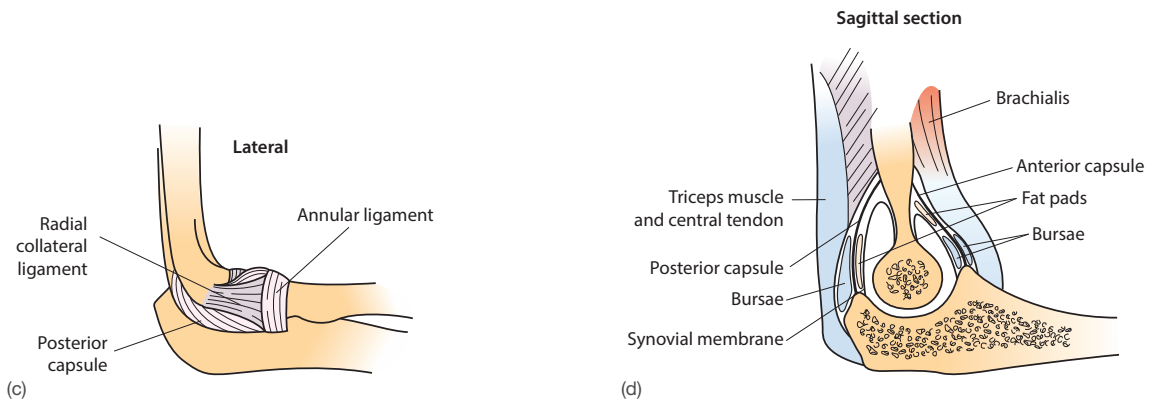 Lateral
Radial
collateral
ligament
Annular ligament
Posterior
capsule
(c)
Sagittal section
Brachialis
Anterior capsule
Fat pads
Bursae
Triceps muscle
and central tendon
Posterior capsule
Bursae
Synovial membrane
(d)